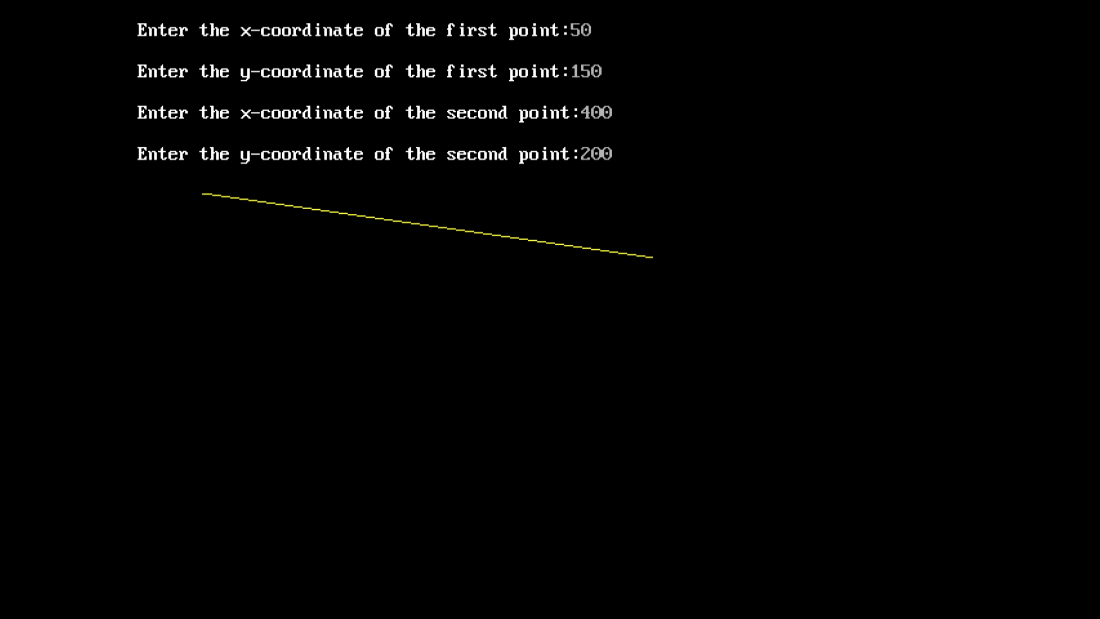 Enter the x-coordinate of the first point:50
Enter the y-coordinate of the first point:150
Enter the x-coordinate of the second point:400
Enter the y-coordinate of the second point:200